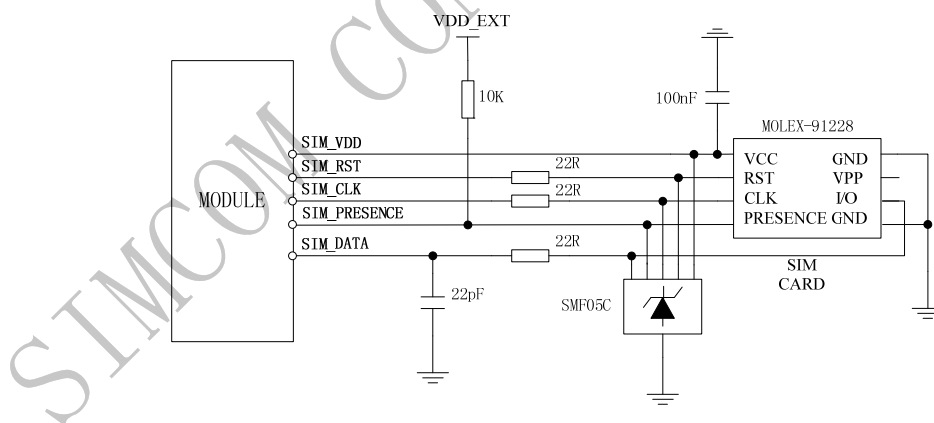 VDD_EXT
10K
100nF
MOLEX-91228
SIM_VDD
SIM_RST
SIM_CLK
SIM_PRESENCE
SIM_DATA
MODULE
22R
22R
22R
VCC GND
RST VPP
CLK I/O
PRESENCE GND
SIM
CARD
22pF
SMF05C
SIMCOM CO